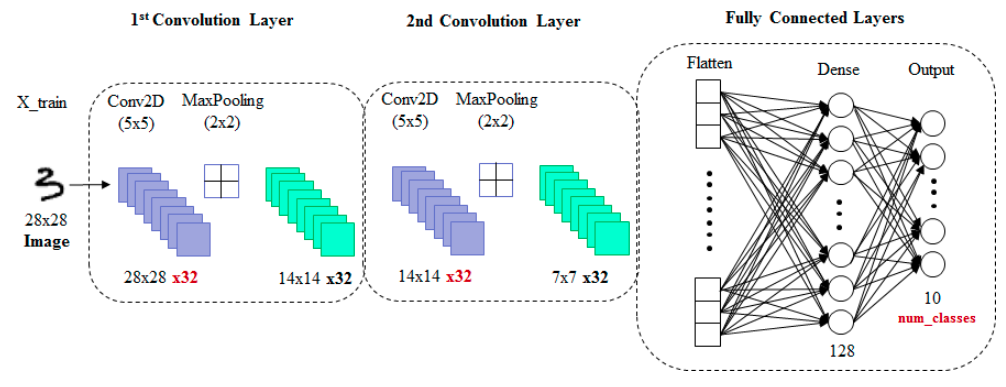 1st Convolution Layer
2nd Convolution Layer
Fully Connected Layers
X_train
28x28
Image
Conv2D
(5x5)
MaxPooling
(2x2)
28x28 x32
14x14 x32
Conv2D
(5x5)
MaxPooling
(2x2)
14x14 x32
7x7 x32
Flatten
Dense
Output
128
10
num_classes